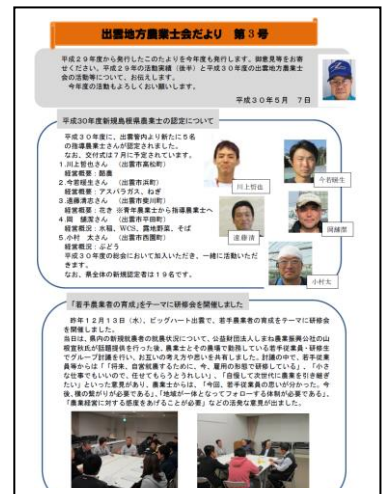 出雲地方農業士会だより 第3号
平成29年度から発行したこのたよりを今年度も発行します。御意見等をお寄
せください。平成29年度の活動実績（後半）と平成30年度の出雲地方農業士
会の活動等について、お伝えします。
今年度の活動もよろしくお願いします。
平成30年5月 7日
平成30年度新規島根県農業士の認定について
平成30年度に、出雲管内より新たに5名
の指導農業士さんが認定されました。
なお、交付式は7月に予定されています。
1.川上哲也さん （出雲市高松町）
経営概要：酪農
2.今若暖生さん （出雲市浜町）
経営概要：アスパラガス、ねぎ
3.遠藤清志さん （出雲市斐川町）
経営概要：花き ※青年農業士から指導農業士へ
4.岡 頼潔さん （出雲市平田町）
経営概況：水稲、WCS、露地野菜、そば
5.小村 太さん （出雲市西園町）
経営概況：ぶどう
平成30年度の総会において加入いただき、一緒に活動いただ
きます。
なお、県全体の新規認定者は19名です。
川上哲也
今若暖生
遠藤清
岡頼潔
小村太
「若手農業者の育成」をテーマに研修会を開催しました
昨年12月13日（水）、ビッグハート出雲で、若手農業者の育成をテーマに研修会
を開催しました。
当日は、県内の新規就農者の就農状況について、公益財団法人しまね農業振興公社の山
根宣秋氏が話題提供を行った後、農業士とその農場で勤務している若手従業員・研修生
でグループ討議を行い、お互いの考え方や思いを共有しました。討議の中で、若手従業
員等からは「「将来、自営就農するために、今、雇用の形態で研修している」、「小さ
な仕事でもいいので、任せてもらうとうれしい」、「自慢して次世代に農業を引き継ぎ
たい」といった意見があり、農業士からは、「今回、若手従業員の思いが分かった。今
後、横の繋がりが必要である。」、「地域が一体となってフォローする体制が必要である。」
「農業経営に対する感度をあげることが必要」などの活発な意見が出ました。